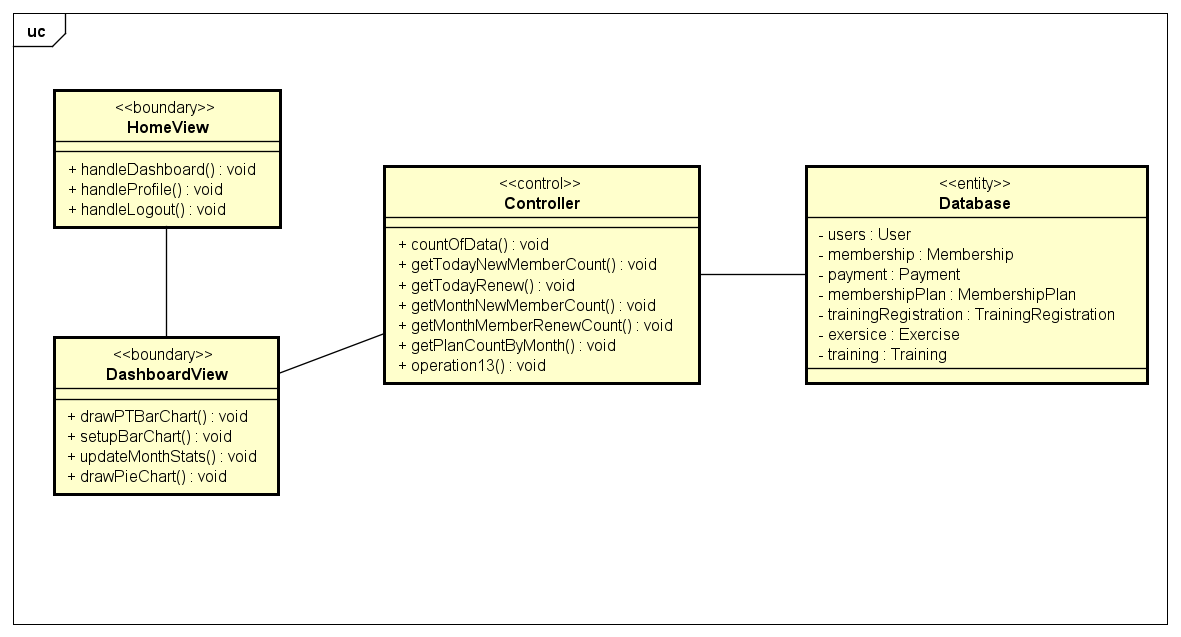 uc
<<boundary>>
HomeView
+ handleDashboard() : void
+ handleProfile() : void
+ handleLogout() : void
<<boundary>>
DashboardView
+ drawPTBarChart() : void
+ setupBarChart() : void
+ updateMonthStats() : void
+ drawPieChart() : void
<<control>>
Controller
+ countOfData() : void
+ getTodayNewMemberCount() : void
+ getTodayRenew() : void
+ getMonthNewMemberCount() : void
+ getMonthMemberRenewCount() : void
+ getPlanCountByMonth() : void
+ operation13() : void
<<entity>>
Database
- users : User
- membership : Membership
- payment : Payment
- membershipPlan : MembershipPlan
- trainingRegistration : TrainingRegistration
- exersice : Exercise
- training : Training